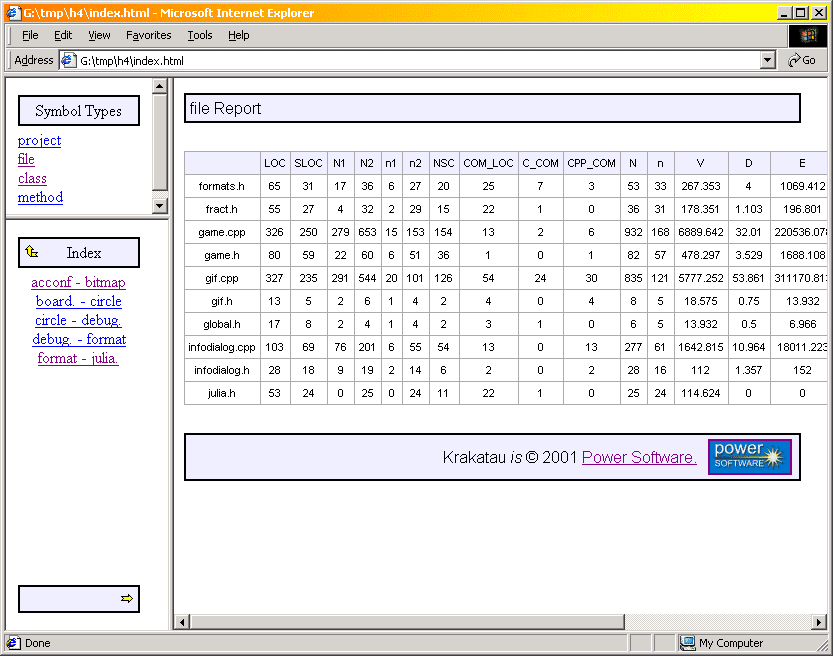 G:\tmp\h4\index.html - Microsoft Internet Explorer
File Edit View Favorites Tools Help
Address G:\tmp\h4\index.html Go
Symbol Types
project
file
class
method
Index
acconf - bitmap
board. - circle
circle - debug.
debug. - format
format - julia.
file Report
LOC SLOC N1 N2 n1 n2 NSC COM_LOC C_COM CPP_COM N n V D E
formats.h 65 31 17 36 6 27 20 25 7 3 53 33 267.353 4 1069.412
fract.h 55 27 4 32 2 29 15 22 1 0 36 31 178.351 1.103 196.801
game.cpp 326 250 279 653 15 153 154 13 2 6 932 168 6889.642 32.01 220536.078
game.h 80 59 22 60 6 51 36 1 0 1 82 57 478.297 3.529 1688.108
gif.cpp 327 235 291 544 20 101 126 54 24 30 835 121 5777.252 53.861 311170.813
gif.h 13 5 2 6 1 4 2 4 0 4 8 5 18.575 0.75 13.932
global.h 17 8 2 4 1 4 2 3 1 0 6 5 13.932 0.5 6.966
infodialog.cpp 103 69 76 201 6 55 54 13 0 13 277 61 1642.815 10.964 18011.223
infodialog.h 28 18 9 19 2 14 6 2 0 2 28 16 112 1.357 152
julia.h 53 24 0 25 0 24 11 22 1 0 25 24 114.624 0 0
Krakatau is © 2001 Power Software.
power
SOFTWARE
Done My Computer